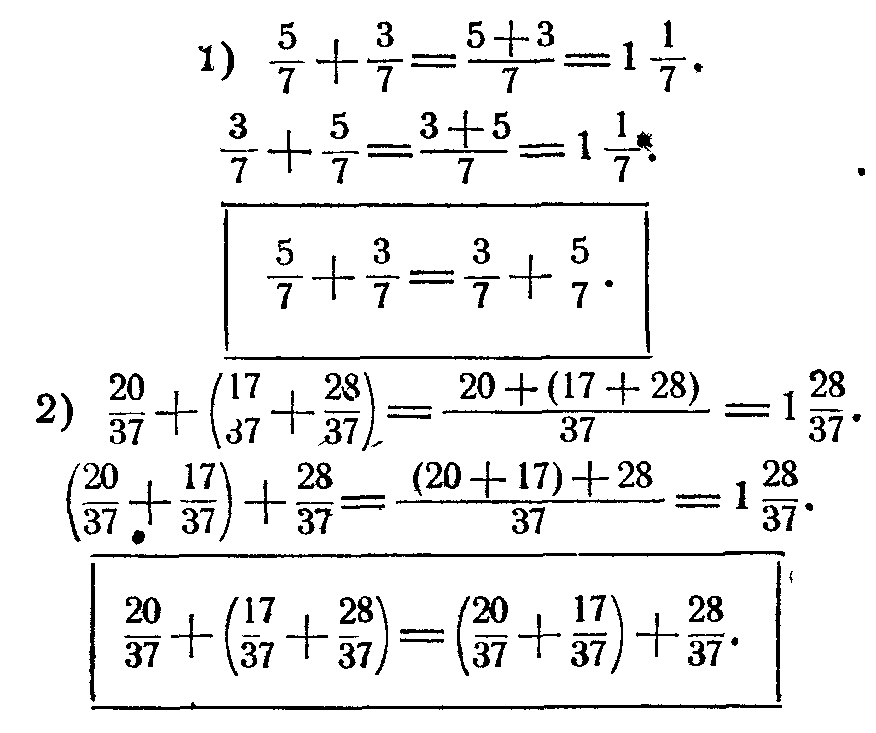 1) 5/7 + 3/7 = (5+3)/7 = 1 1/7.
3/7 + 5/7 = (3+5)/7 = 1 1/7.
5/7 + 3/7 = 3/7 + 5/7.
2) 20/37 + (17/37 + 28/37) = (20+(17+28))/37 = 1 28/37.
(20/37 + 17/37) + 28/37 = ((20+17)+28)/37 = 1 28/37.
20/37 + (17/37 + 28/37) = (20/37 + 17/37) + 28/37.